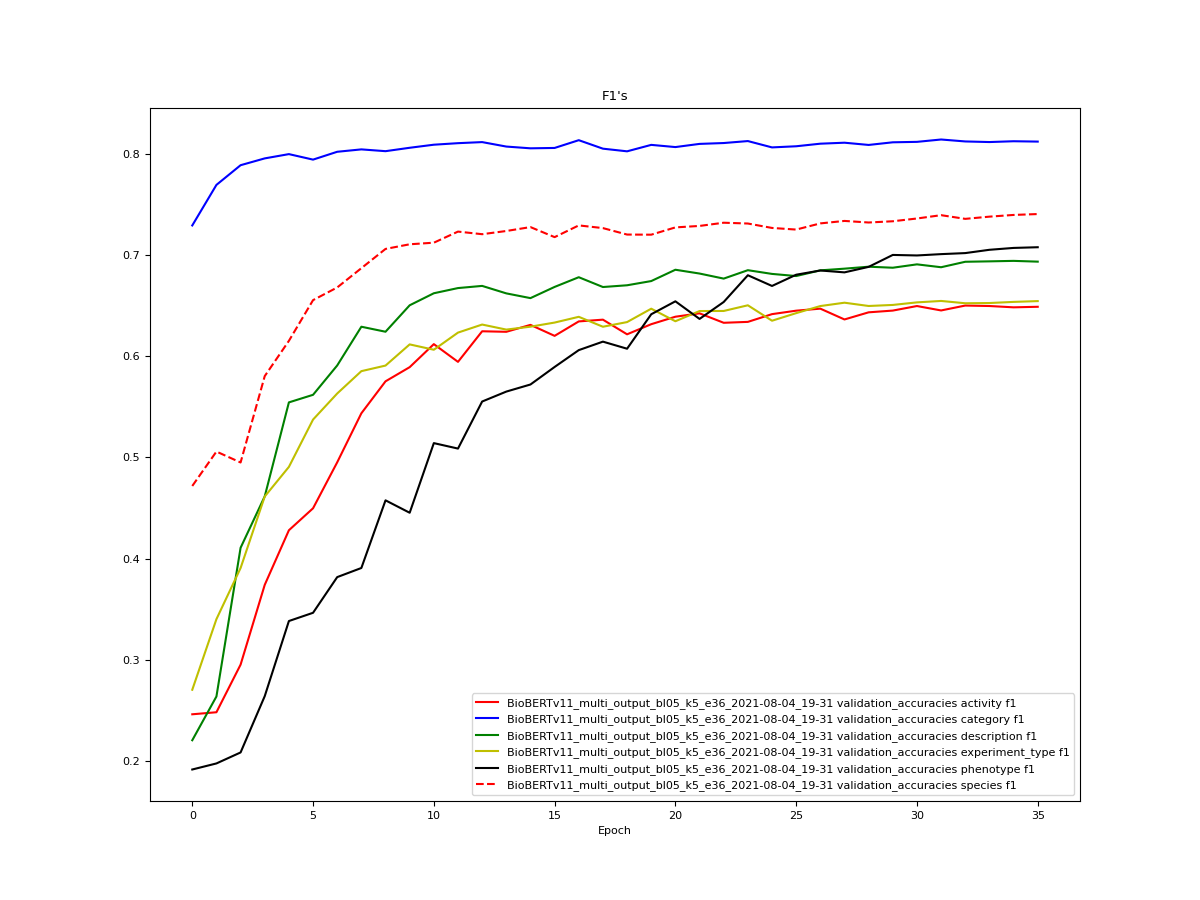 F1's
0.8
0.7
0.6
0.5
0.4
0.3
0.2
BioBERTv11_multi_output_bl05_k5_e36_2021-08-04_19-31 validation_accuracies activity f1
BioBERTv11_multi_output_bl05_k5_e36_2021-08-04_19-31 validation_accuracies category f1
BioBERTv11_multi_output_bl05_k5_e36_2021-08-04_19-31 validation_accuracies description f1
BioBERTv11_multi_output_bl05_k5_e36_2021-08-04_19-31 validation_accuracies experiment_type f1
BioBERTv11_multi_output_bl05_k5_e36_2021-08-04_19-31 validation_accuracies phenotype f1
BioBERTv11_multi_output_bl05_k5_e36_2021-08-04_19-31 validation_accuracies species f1
0 5 10 15 20 25 30 35
Epoch